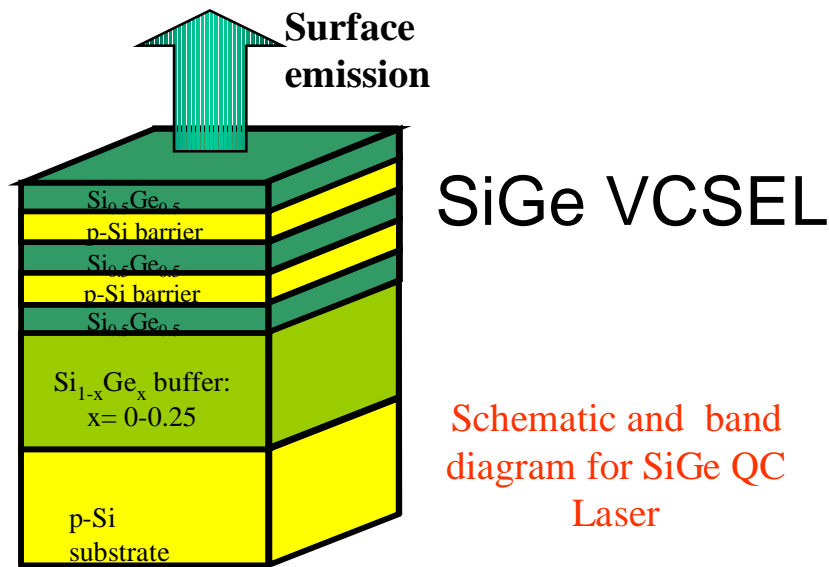 Surface
emission
SiGe VCSEL
Si₀.₅Ge₀.₅
p-Si barrier
Si₀.₅Ge₀.₅
p-Si barrier
Si₀.₅Ge₀.₅
Si₁₋ₓGeₓ buffer:
x= 0-0.25
p-Si
substrate
Schematic and band
diagram for SiGe QC
Laser